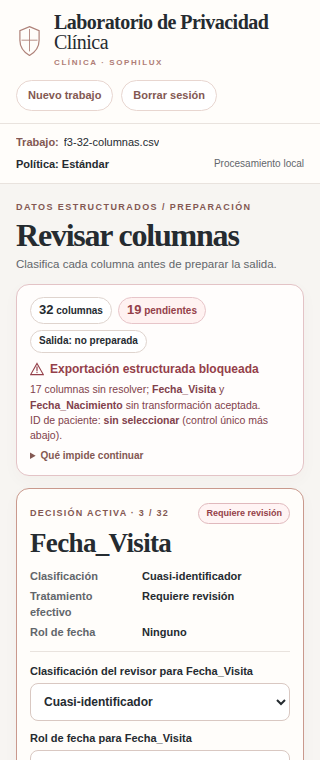 Laboratorio de Privacidad
Clínica
CLÍNICA · SOPHILUX
Nuevo trabajo
Borrar sesión
Trabajo: f3-32-columnas.csv
Política: Estándar
Procesamiento local
DATOS ESTRUCTURADOS / PREPARACIÓN
Revisar columnas
Clasifica cada columna antes de preparar la salida.
32 columnas
19 pendientes
Salida: no preparada
Exportación estructurada bloqueada
17 columnas sin resolver; Fecha_Visita y
Fecha_Nacimiento sin transformación aceptada.
ID de paciente: sin seleccionar (control único más
abajo).
Qué impide continuar
DECISIÓN ACTIVA · 3 / 32
Requiere revisión
Fecha_Visita
Clasificación Cuasi-identificador
Tratamiento Requiere revisión
efectivo
Rol de fecha Ninguno
Clasificación del revisor para Fecha_Visita
Cuasi-identificador
Rol de fecha para Fecha_Visita